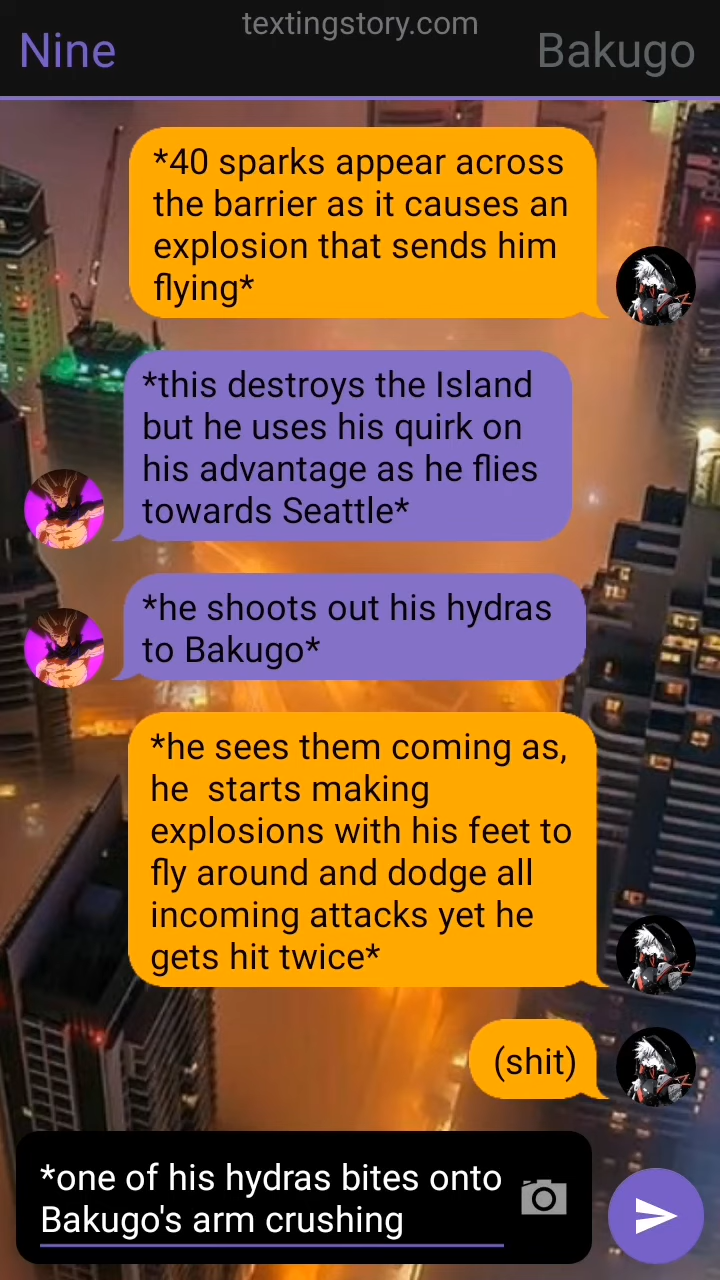 textingstory.com
Nine
Bakugo
*40 sparks appear across
the barrier as it causes an
explosion that sends him
flying*
*this destroys the Island
but he uses his quirk on
his advantage as he flies
towards Seattle*
*he shoots out his hydras
to Bakugo*
*he sees them coming as,
he  starts making
explosions with his feet to
fly around and dodge all
incoming attacks yet he
gets hit twice*
(shit)
*one of his hydras bites onto
Bakugo's arm crushing